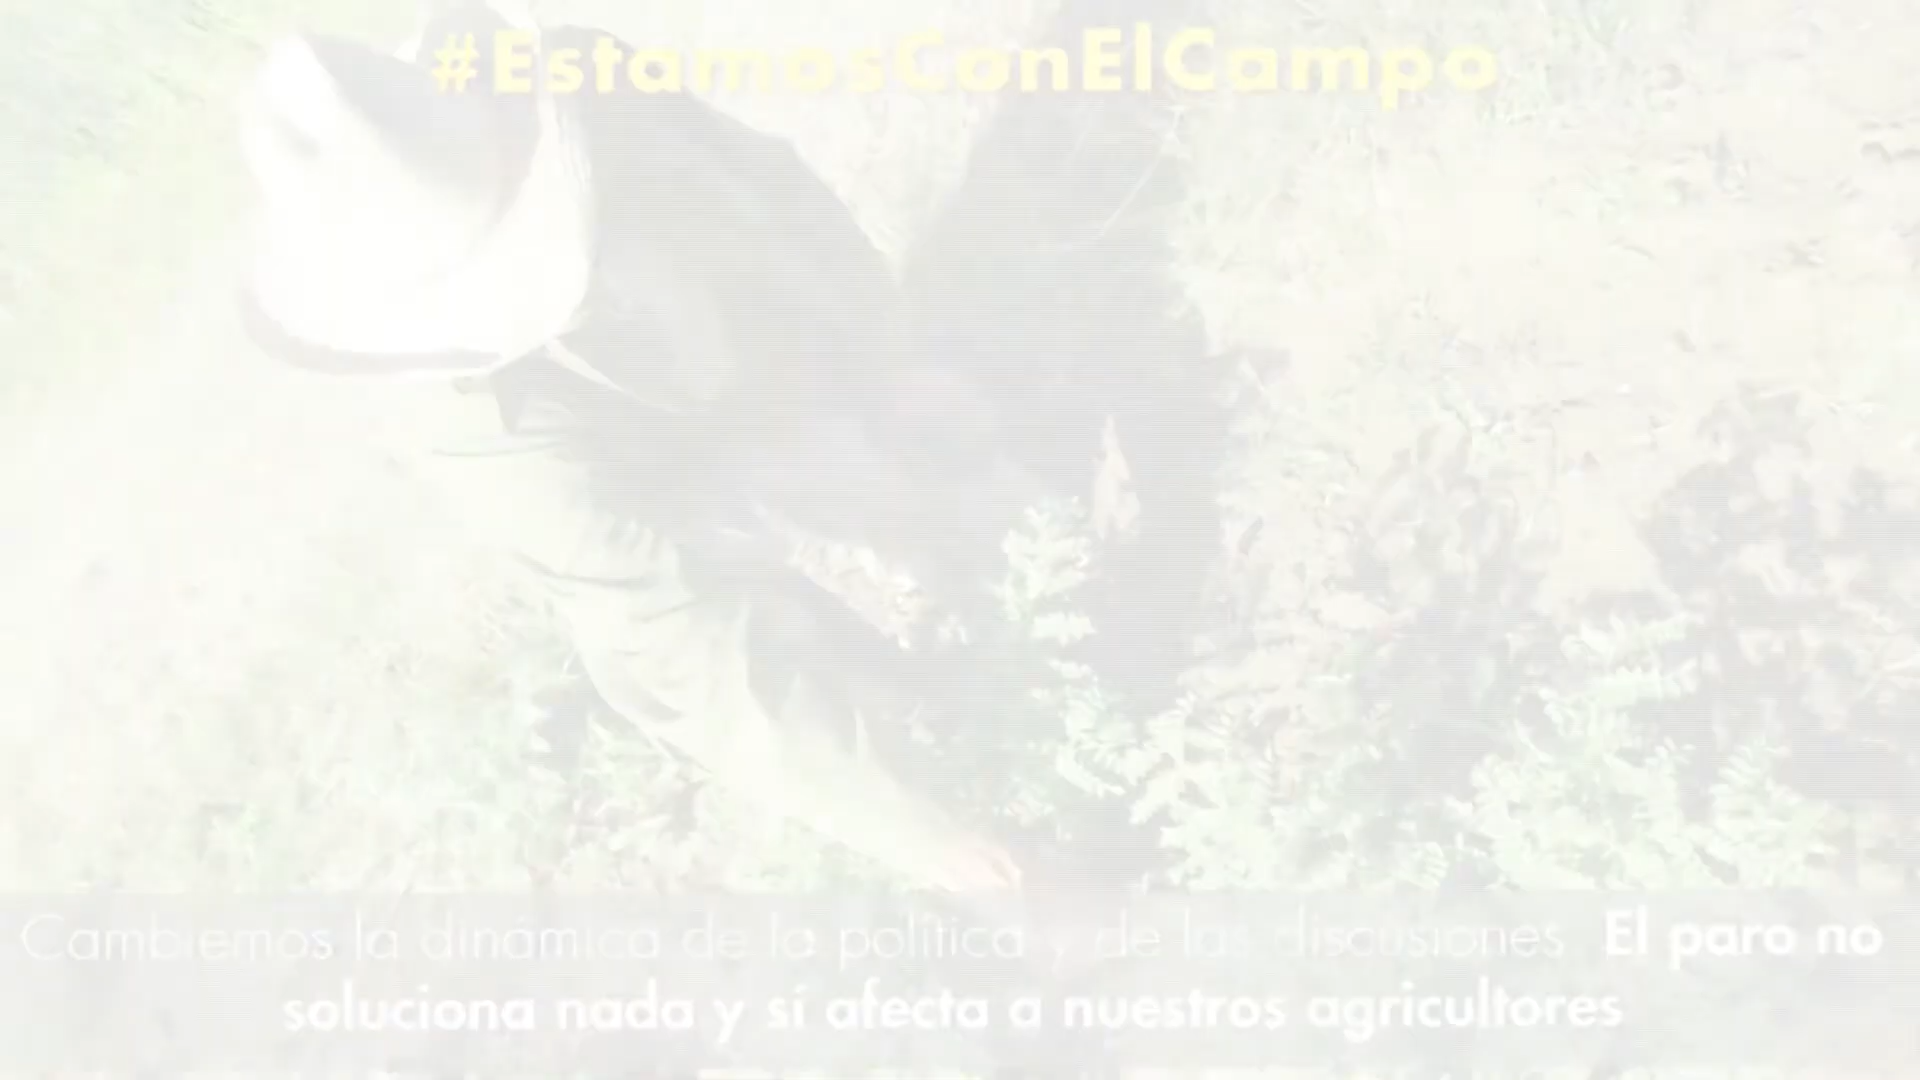 #EstamosConElCampo
Cambiemos la dinámica de la política y de las discusiones. El paro no
soluciona nada y sí afecta a nuestros agricultores